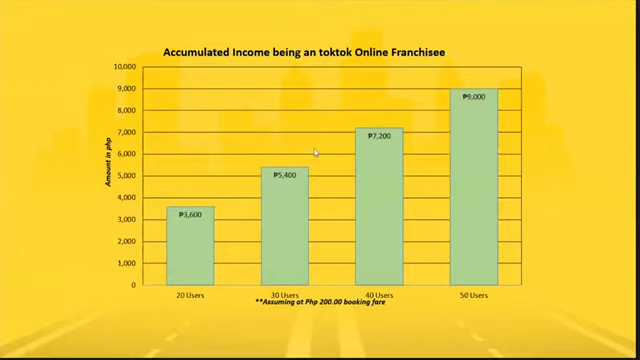 Accumulated Income being an toktok Online Franchisee
10,000
9,000
8,000
7,000
6,000
5,000
4,000
3,000
2,000
1,000
0
Amount in php
₱3,600
₱5,400
₱7,200
₱9,000
20 Users
30 Users
40 Users
50 Users
**Assuming at Php 200.00 booking fare